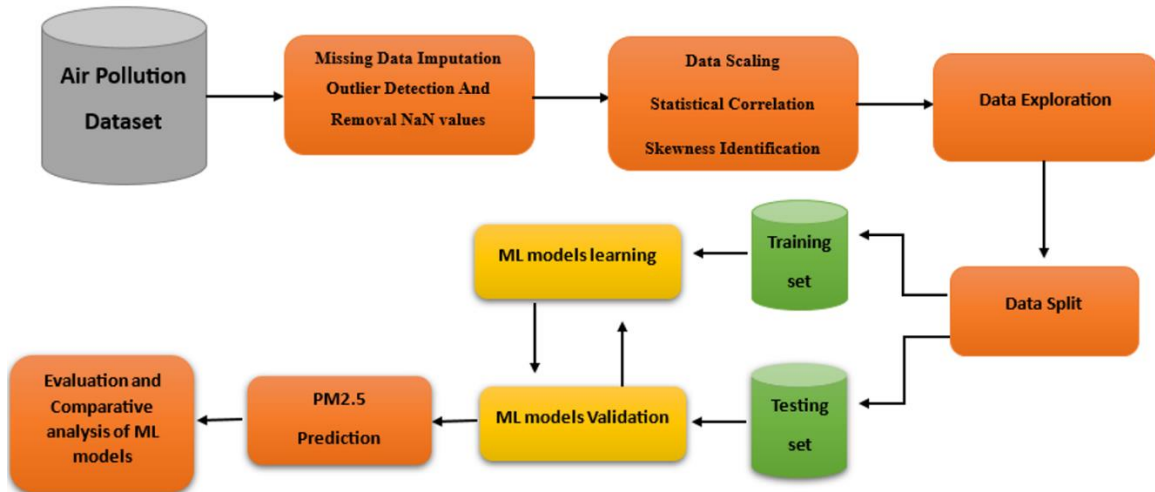 Air Pollution
Dataset
Missing Data Imputation
Outlier Detection And
Removal NaN values
Data Scaling
Statistical Correlation
Skewness Identification
Data Exploration
Data Split
Training
set
ML models learning
Testing
set
ML models Validation
PM2.5
Prediction
Evaluation and
Comparative
analysis of ML
models